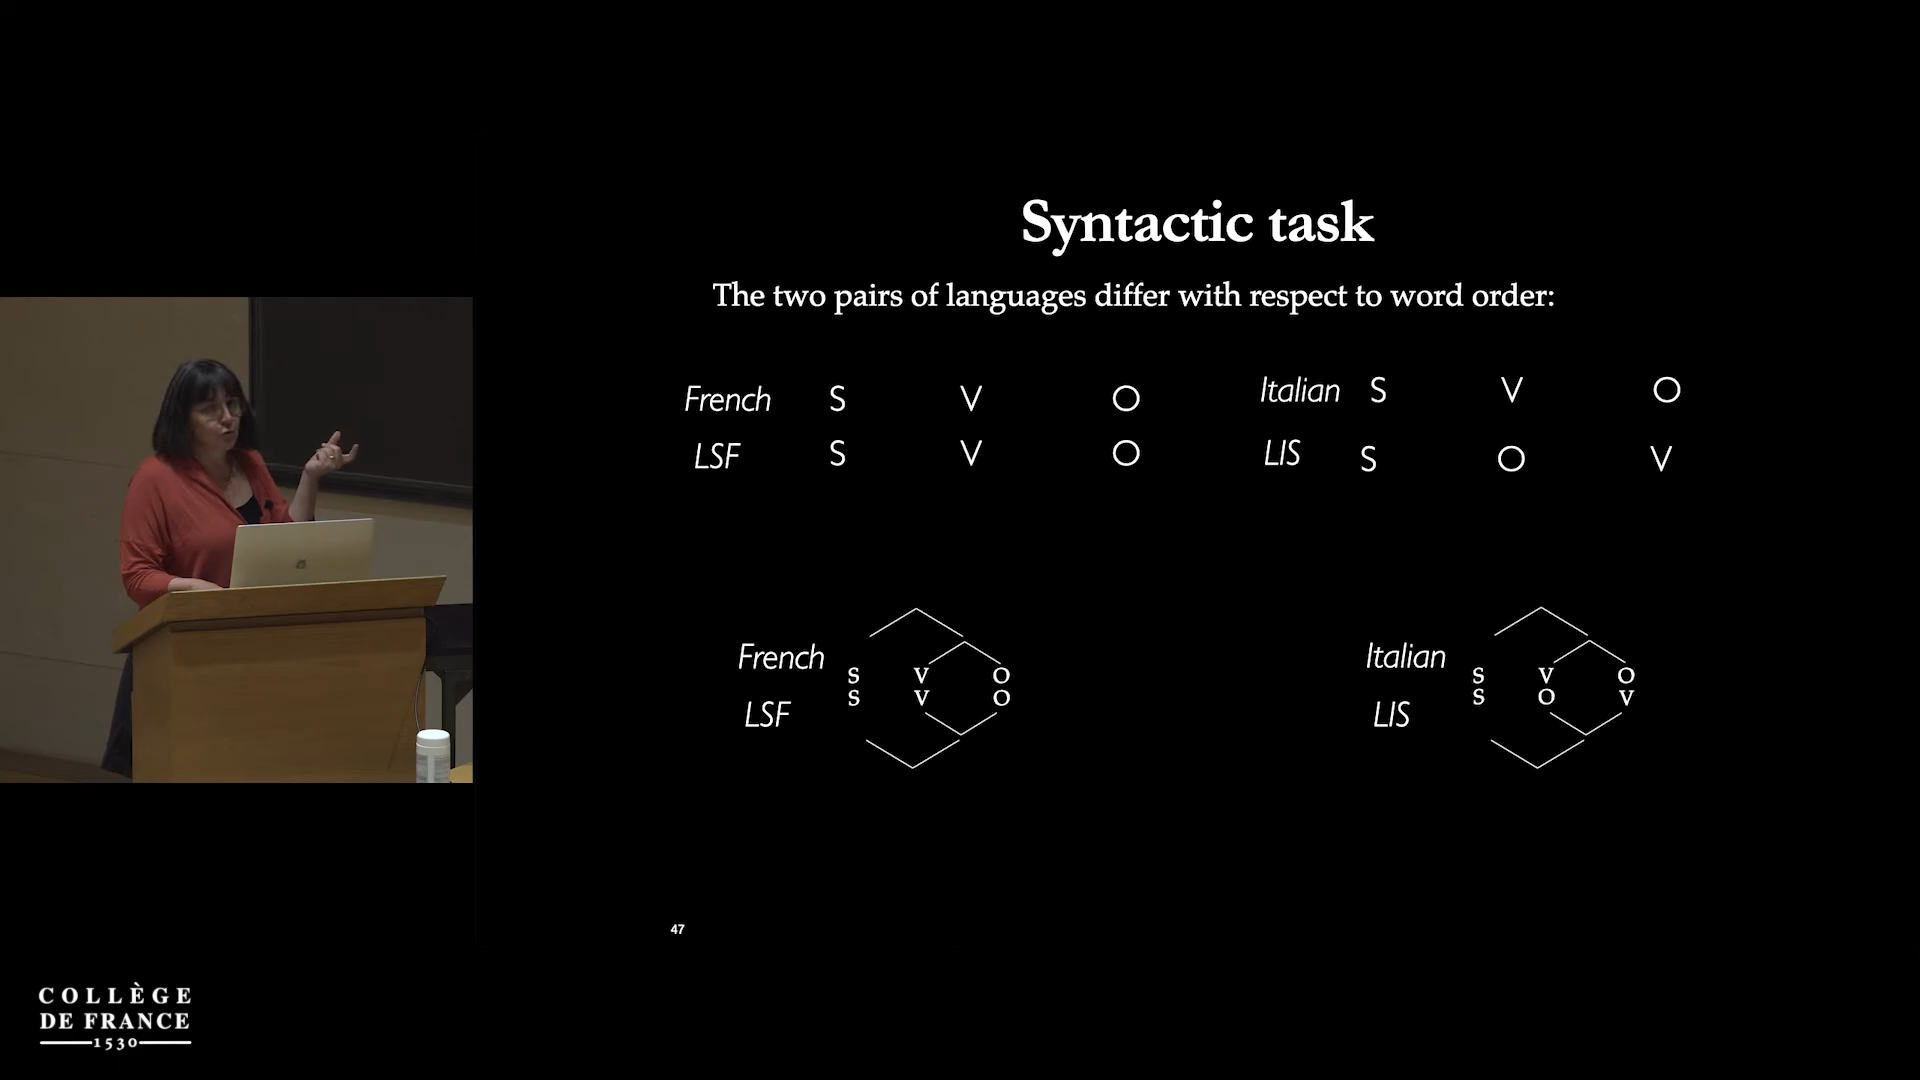 Syntactic task
The two pairs of languages differ with respect to word order:
French S V O
LSF S V O
Italian S V O
LIS S O V
French
S V O
S V O
LSF
Italian
S V O
S O V
LIS
47
COLLÈGE
DE FRANCE
1530